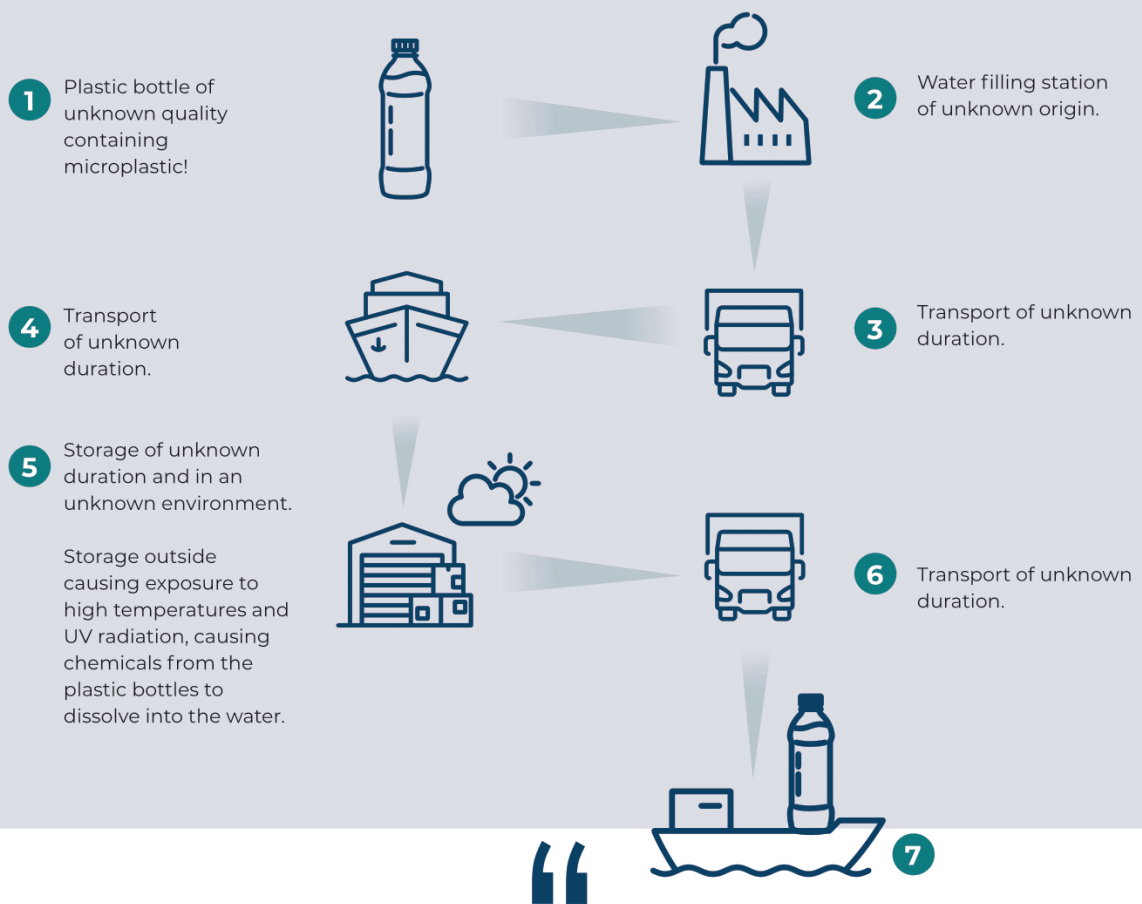 1
Plastic bottle of
unknown quality
containing
microplastic!
2
Water filling station
of unknown origin.
3
Transport of unknown
duration.
4
Transport
of unknown
duration.
5
Storage of unknown
duration and in an
unknown environment.
Storage outside
causing exposure to
high temperatures and
UV radiation, causing
chemicals from the
plastic bottles to
dissolve into the water.
6
Transport of unknown
duration.
7
“